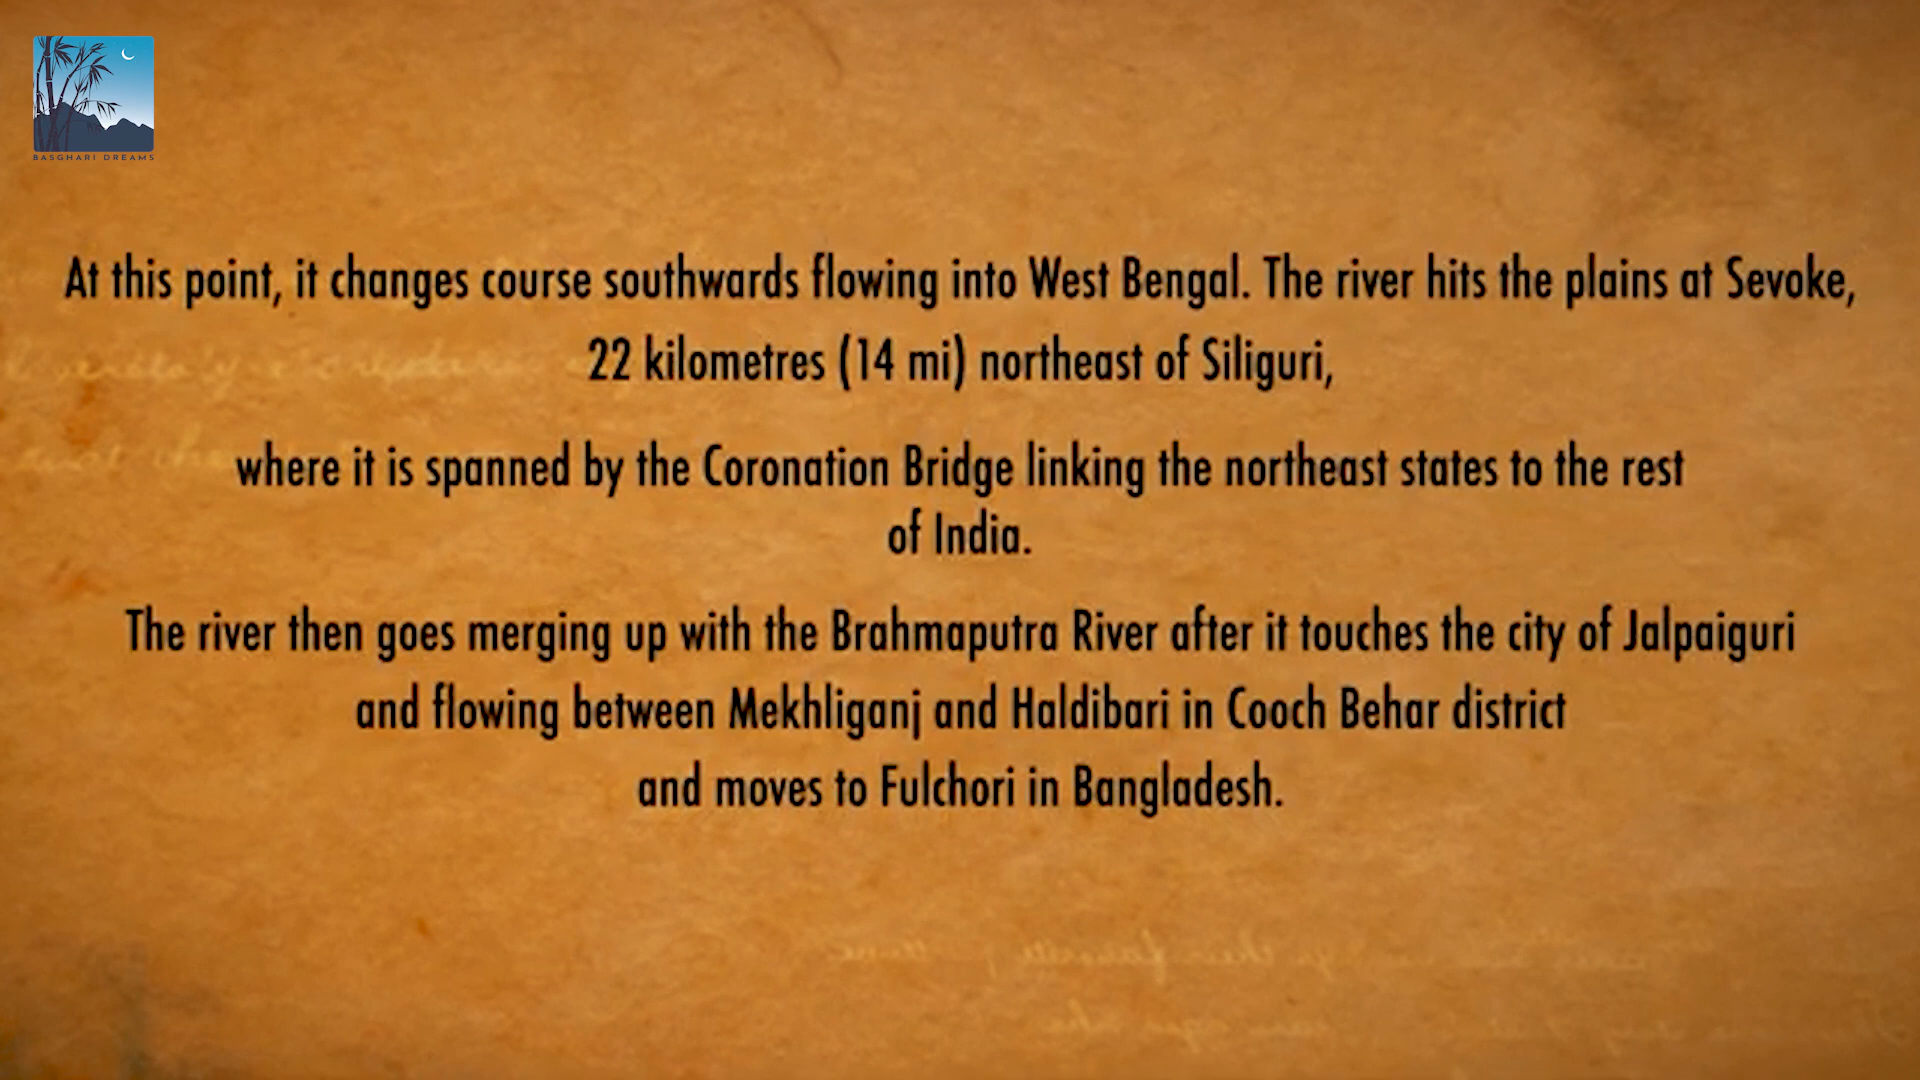 BASGHARI DREAMS
At this point, it changes course southwards flowing into West Bengal. The river hits the plains at Sevoke,
22 kilometres (14 mi) northeast of Siliguri,
where it is spanned by the Coronation Bridge linking the northeast states to the rest
of India.
The river then goes merging up with the Brahmaputra River after it touches the city of Jalpaiguri
and flowing between Mekhliganj and Haldibari in Cooch Behar district
and moves to Fulchori in Bangladesh.